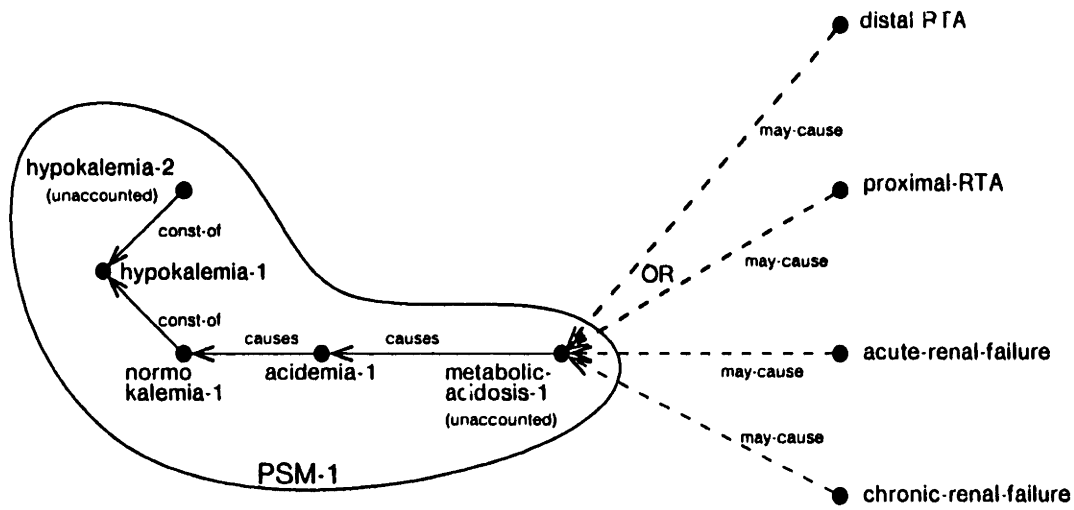 distal RTA
may-cause
hypokalemia-2
(unaccounted)
proximal-RTA
const-of
may-cause
hypokalemia-1
OR
const-of
causes
causes
normo
kalemia-1
acidemia-1
metabolic-
acidosis-1
(unaccounted)
may-cause
acute-renal-failure
may-cause
PSM-1
chronic-renal-failure